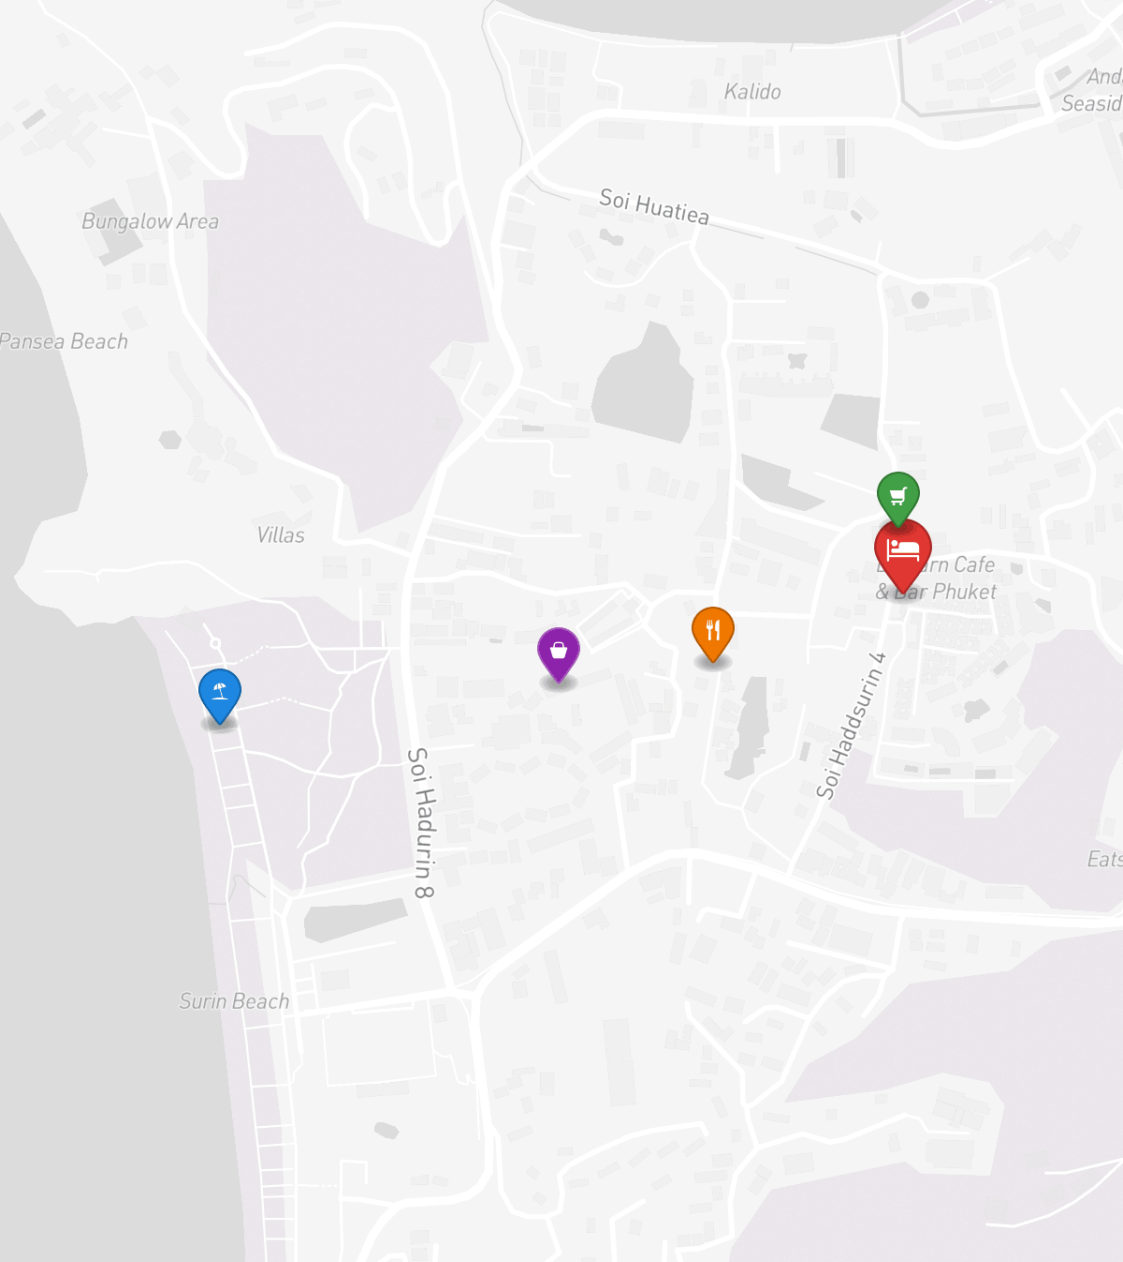 Kalido
And
Seasid
Soi Huatiea
Bungalow Area
Pansea Beach
Villas
arn Cafe
& Bar Phuket
Soi Haddsurin 4
Soi Hadurin 8
Eats
Surin Beach